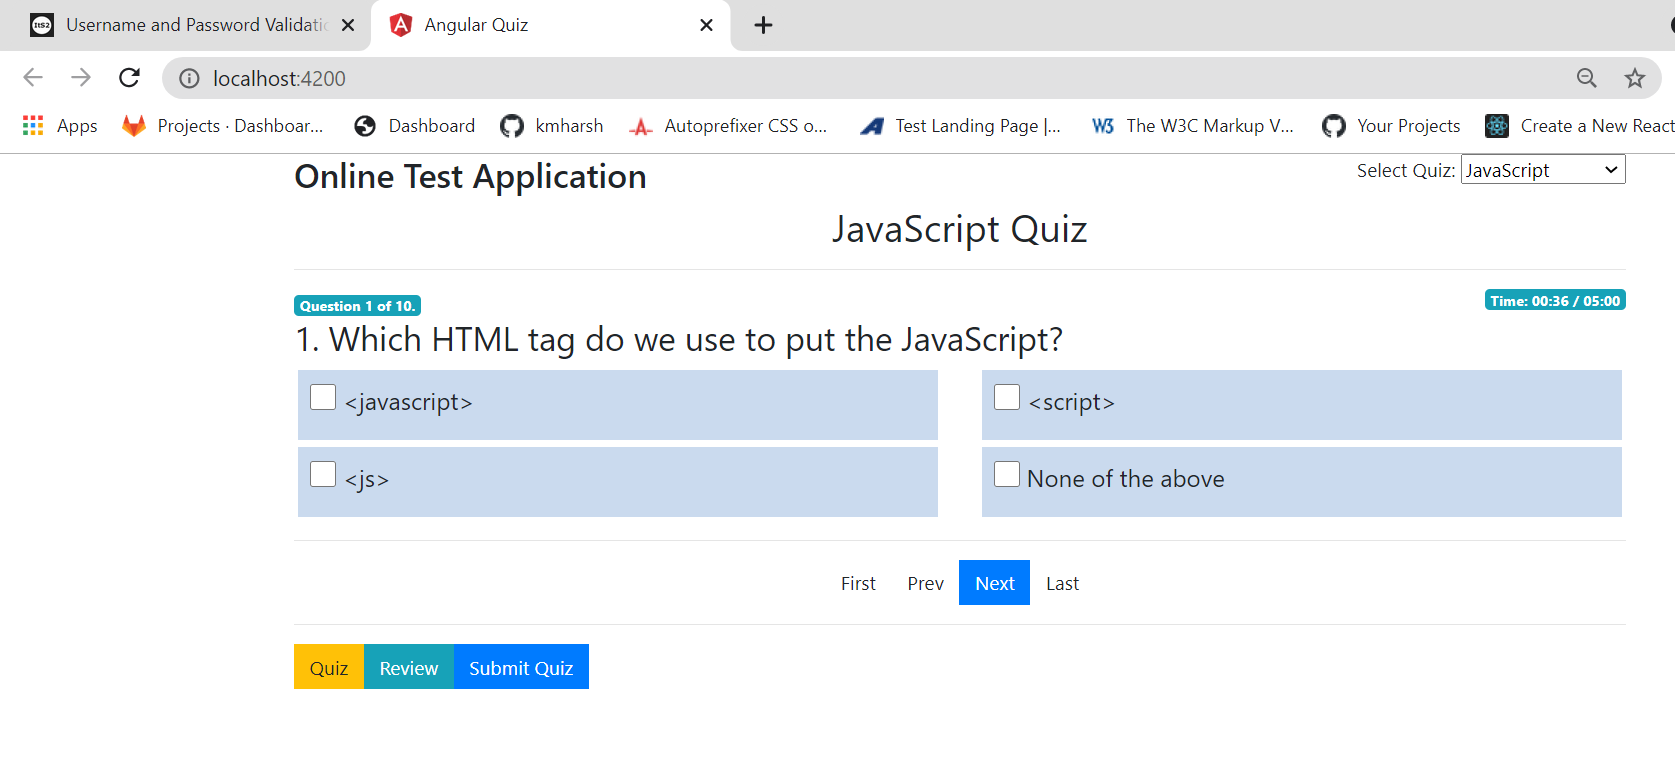 Username and Password Validatio
Angular Quiz
localhost:4200
Apps
Projects · Dashboar...
Dashboard
kmharsh
Autoprefixer CSS o...
Test Landing Page |...
The W3C Markup V...
Your Projects
Create a New React
Online Test Application
Select Quiz: JavaScript
JavaScript Quiz
Question 1 of 10.
Time: 00:36 / 05:00
1. Which HTML tag do we use to put the JavaScript?
<javascript>
<script>
<js>
None of the above
First Prev Next Last
Quiz Review Submit Quiz